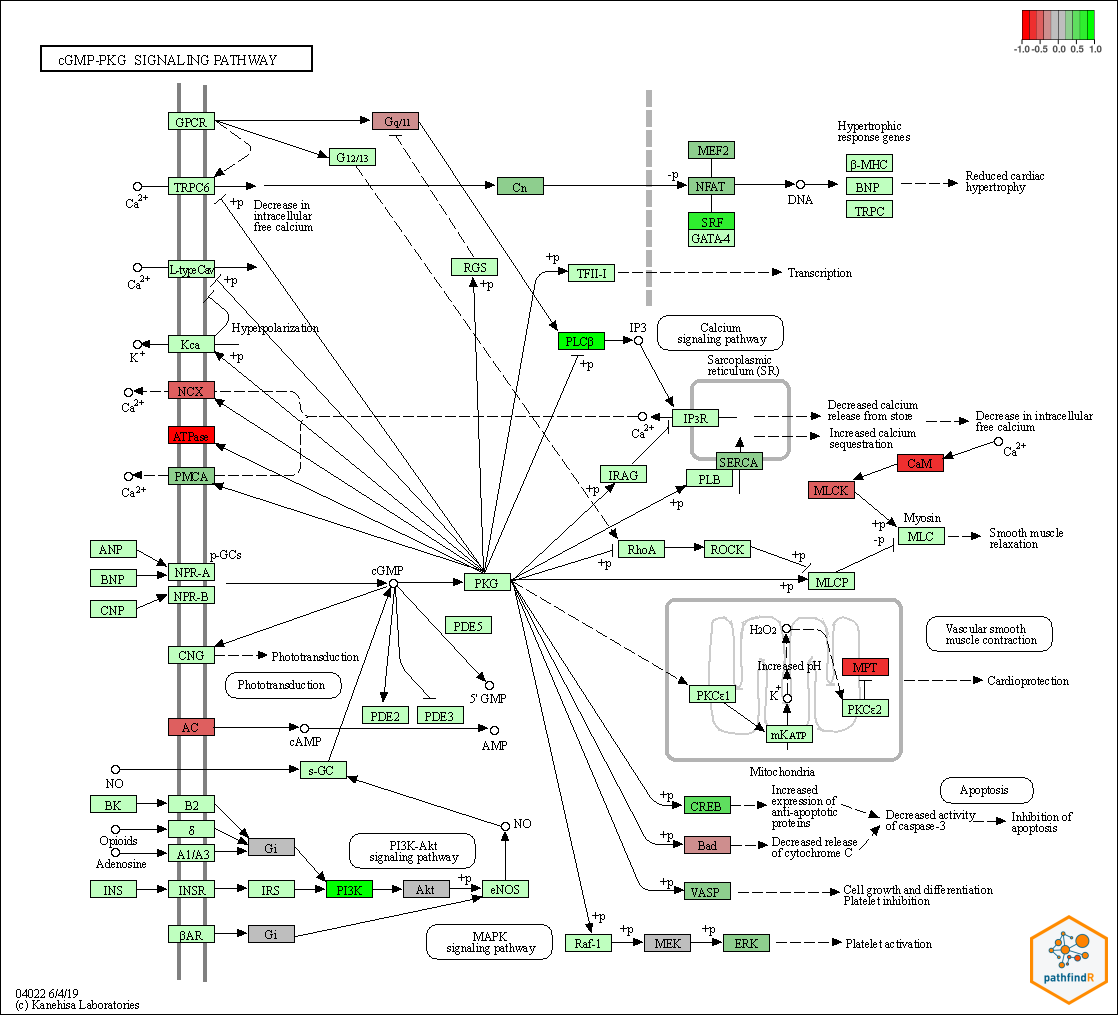 -1.0 -0.5 0.0 0.5 1.0
cGMP-PKG SIGNALING PATHWAY
GPCR
Gq/11
G12/13
Hypertrophic
response genes
MEF2
β-MHC
TRPC6
Ca2+
+p
Cn
-p
NFAT
DNA
BNP
Reduced cardiac
hypertrophy
Decrease in
intracellular
free calcium
SRF
TRPC
GATA-4
L-type Cav
Ca2+
+p
RGS
+p
+p
TFII-I
Transcription
Hyperpolarization
Kca
K+
+p
PLCβ
+p
IP3
Calcium
signaling pathway
Sarcoplasmic
reticulum (SR)
NCX
Ca2+
IP3R
Ca2+
Decreased calcium
release from store
Increased calcium
sequestration
Decrease in intracellular
free calcium
Ca2+
ATPase
PMCA
Ca2+
IRAG
+p
PLB
+p
SERCA
CaM
MLCK
+p
-p
Myosin
MLC
Smooth muscle
relaxation
ANP
BNP
CNP
p-GCs
NPR-A
NPR-B
cGMP
PKG
+p
RhoA
ROCK
+p
+p
MLCP
PDE5
CNG
Phototransduction
Phototransduction
5' GMP
PDE2
PDE3
H2O2
Increased pH
K+
MPT
PKCε1
PKCε2
mKATP
Mitochondria
Vascular smooth
muscle contraction
Cardioprotection
AC
cAMP
AMP
NO
s-GC
BK
B2
Opioids
δ
Adenosine
A1/A3
Gi
NO
PI3K-Akt
signaling pathway
INS
INSR
IRS
PI3K
Akt
+p
eNOS
βAR
Gi
MAPK
signaling pathway
+p
CREB
Increased
expression of
anti-apoptotic
proteins
Apoptosis
Decreased activity
of caspase-3
Inhibition of
apoptosis
+p
Bad
Decreased release
of cytochrome C
+p
VASP
Cell growth and differentiation
Platelet inhibition
+p
Raf-1
+p
MEK
+p
ERK
Platelet activation
pathfindR
04022 6/4/19
(c) Kanehisa Laboratories